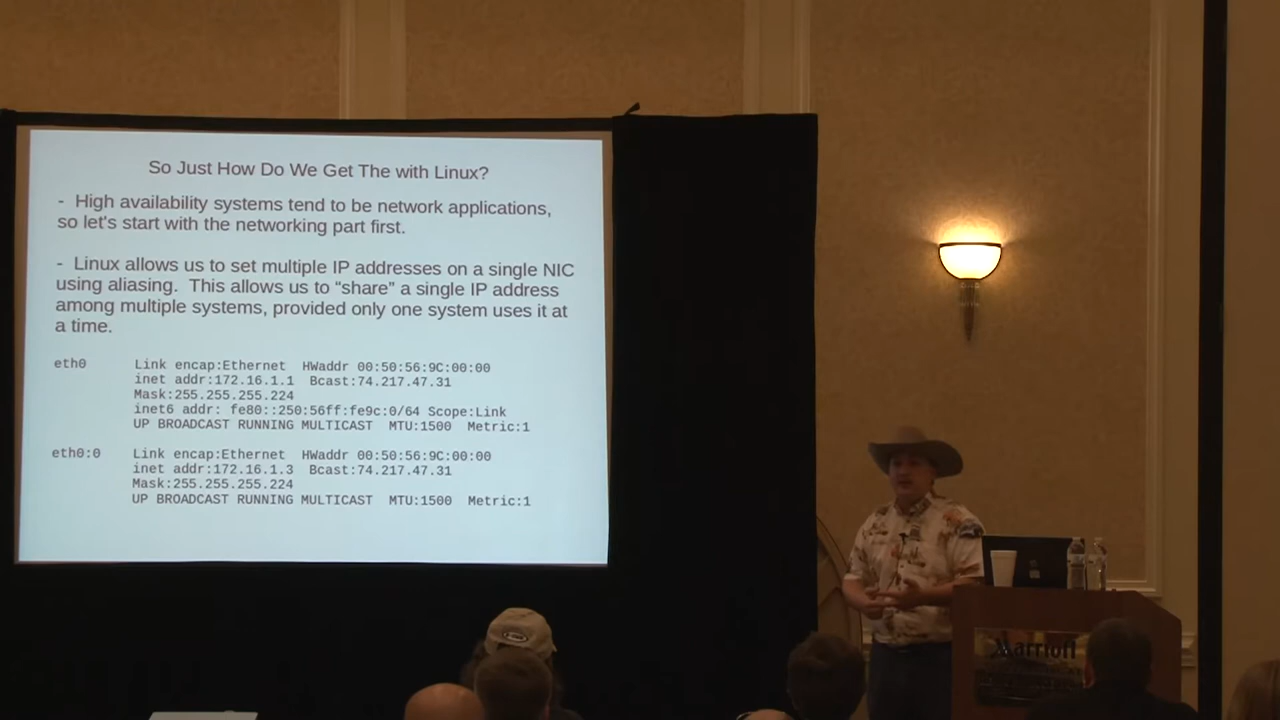 So Just How Do We Get The with Linux?
- High availability systems tend to be network applications,
so let's start with the networking part first.
- Linux allows us to set multiple IP addresses on a single NIC
using aliasing. This allows us to “share” a single IP address
among multiple systems, provided only one system uses it at
a time.
eth0 Link encap:Ethernet HWaddr 00:50:56:9C:00:00
inet addr:172.16.1.1 Bcast:74.217.47.31
Mask:255.255.255.224
inet6 addr: fe80::250:56ff:fe9c:0/64 Scope:Link
UP BROADCAST RUNNING MULTICAST MTU:1500 Metric:1
eth0:0 Link encap:Ethernet HWaddr 00:50:56:9C:00:00
inet addr:172.16.1.3 Bcast:74.217.47.31
Mask:255.255.255.224
UP BROADCAST RUNNING MULTICAST MTU:1500 Metric:1
Marriott